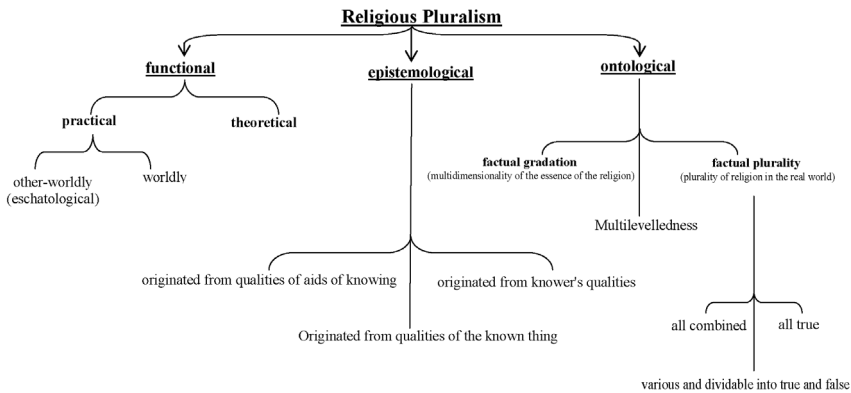 Religious Pluralism
functional
epistemological
ontological
practical
theoretical
factual gradation
(multidimensionality of the essence of the religion)
factual plurality
(plurality of religion in the real world)
other-worldly
(eschatological)
worldly
Multilevelledness
originated from qualities of aids of knowing
originated from knower's qualities
Originated from qualities of the known thing
all combined
all true
various and dividable into true and false